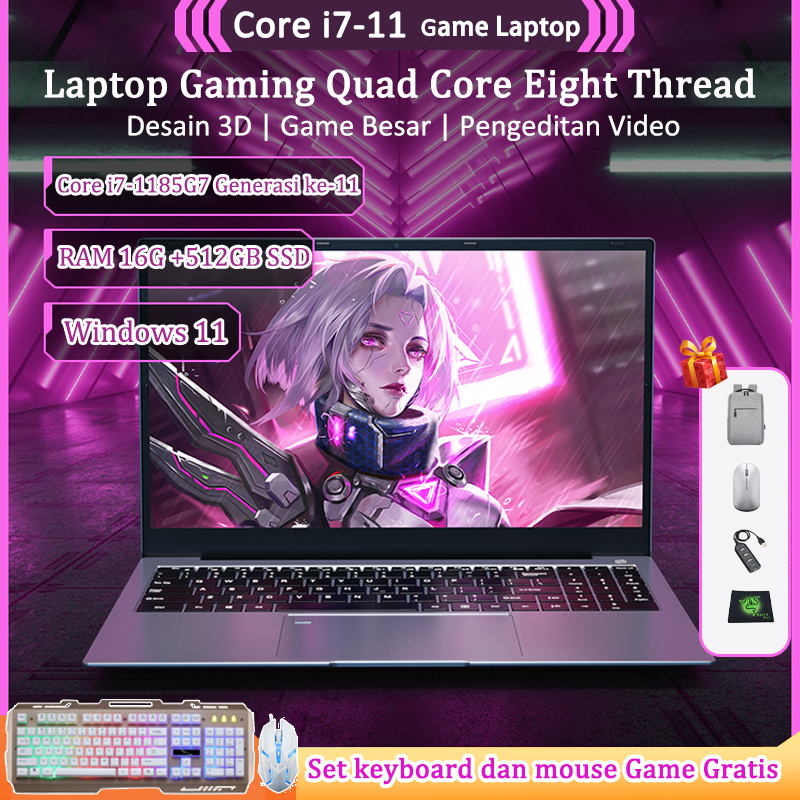 Core i7-11 Game Laptop
Laptop Gaming Quad Core Eight Thread
Desain 3D | Game Besar | Pengeditan Video
Core i7-1185G7 Generasi ke-11
RAM 16G +512GB SSD
Windows 11
Set keyboard dan mouse Game Gratis